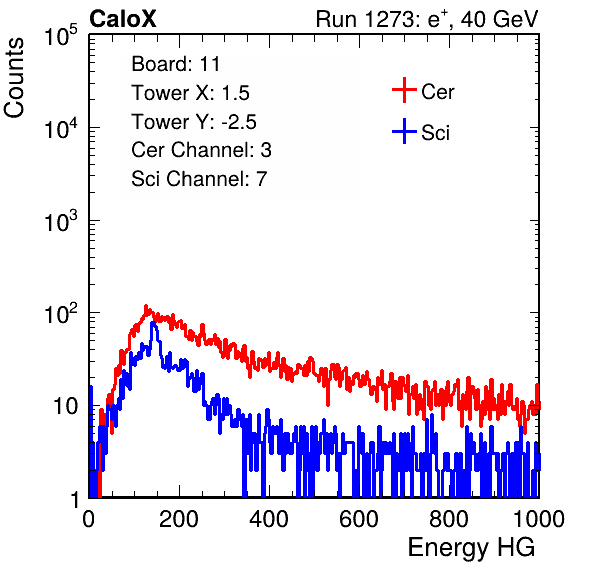 CaloX Run 1273: e⁺, 40 GeV
Counts
10⁵
10⁴
10³
10²
10
1
Board: 11
Tower X: 1.5
Tower Y: -2.5
Cer Channel: 3
Sci Channel: 7
Cer
Sci
0 200 400 600 800 1000
Energy HG